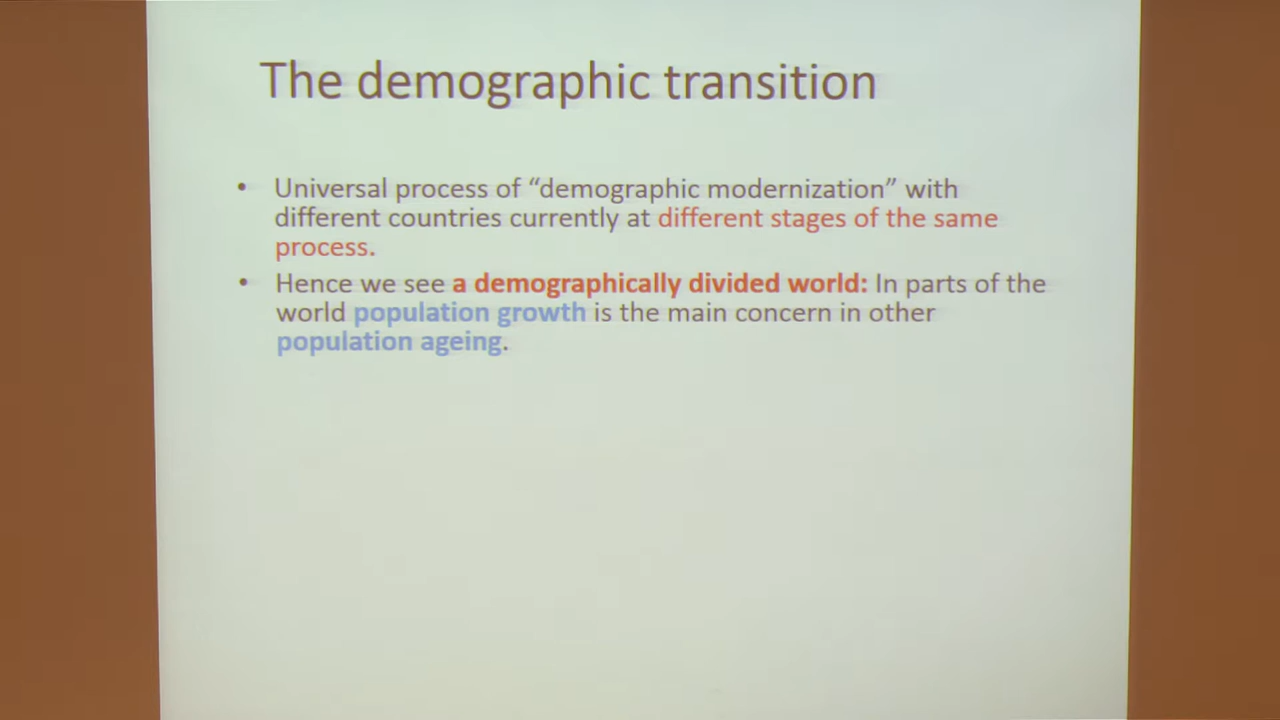 The demographic transition
• Universal process of “demographic modernization” with
different countries currently at different stages of the same
process.
• Hence we see a demographically divided world: In parts of the
world population growth is the main concern in other
population ageing.